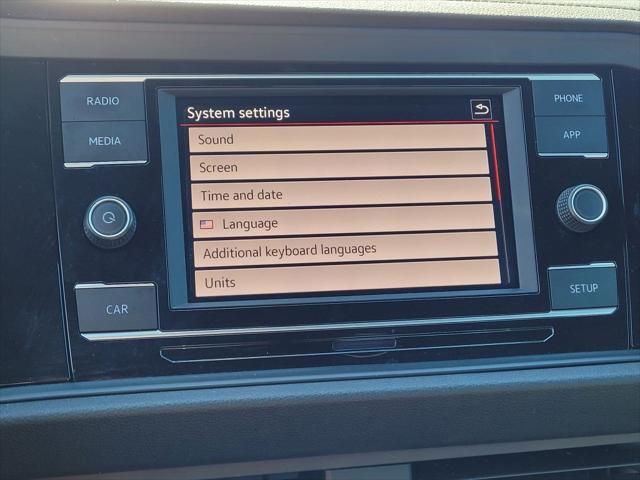 System settings
Sound
Screen
Time and date
Language
Additional keyboard languages
Units
RADIO
MEDIA
CAR
PHONE
APP
SETUP